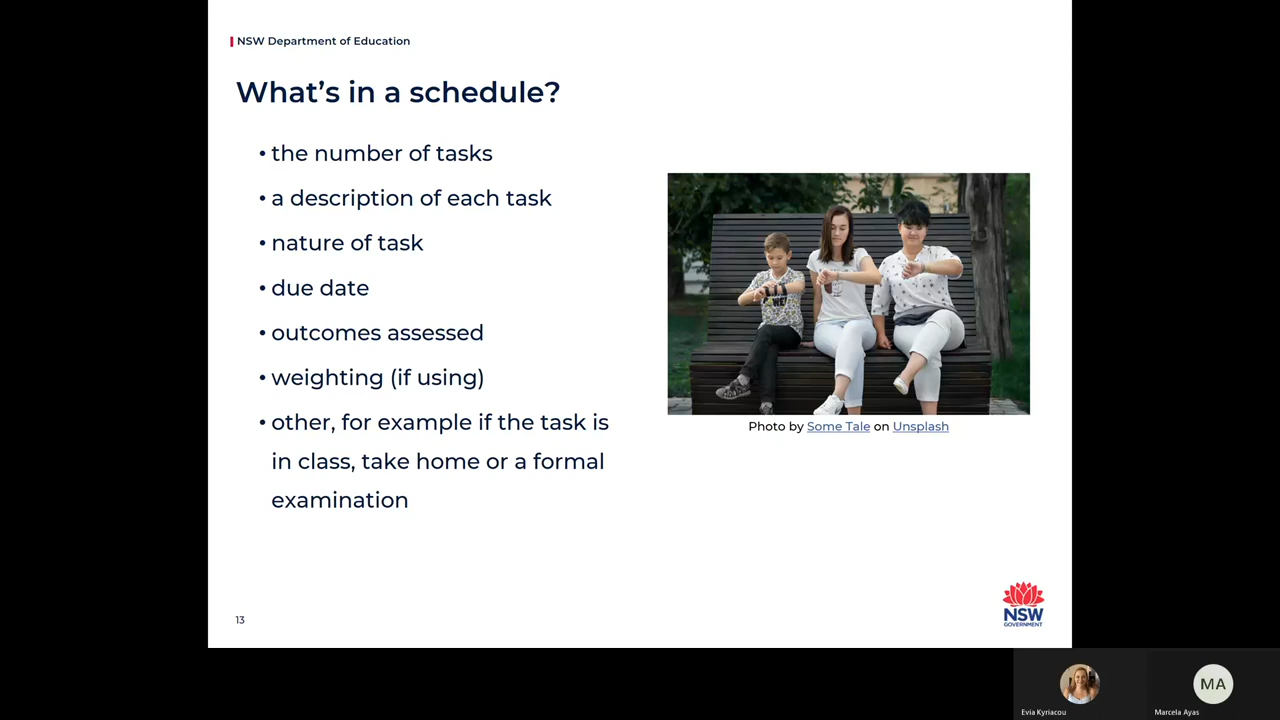 NSW Department of Education
What's in a schedule?
• the number of tasks
• a description of each task
• nature of task
• due date
• outcomes assessed
• weighting (if using)
• other, for example if the task is
in class, take home or a formal
examination
Photo by Some Tale on Unsplash
13
NSW
GOVERNMENT
MA
Evia Kyriacou
Marcela Ayas